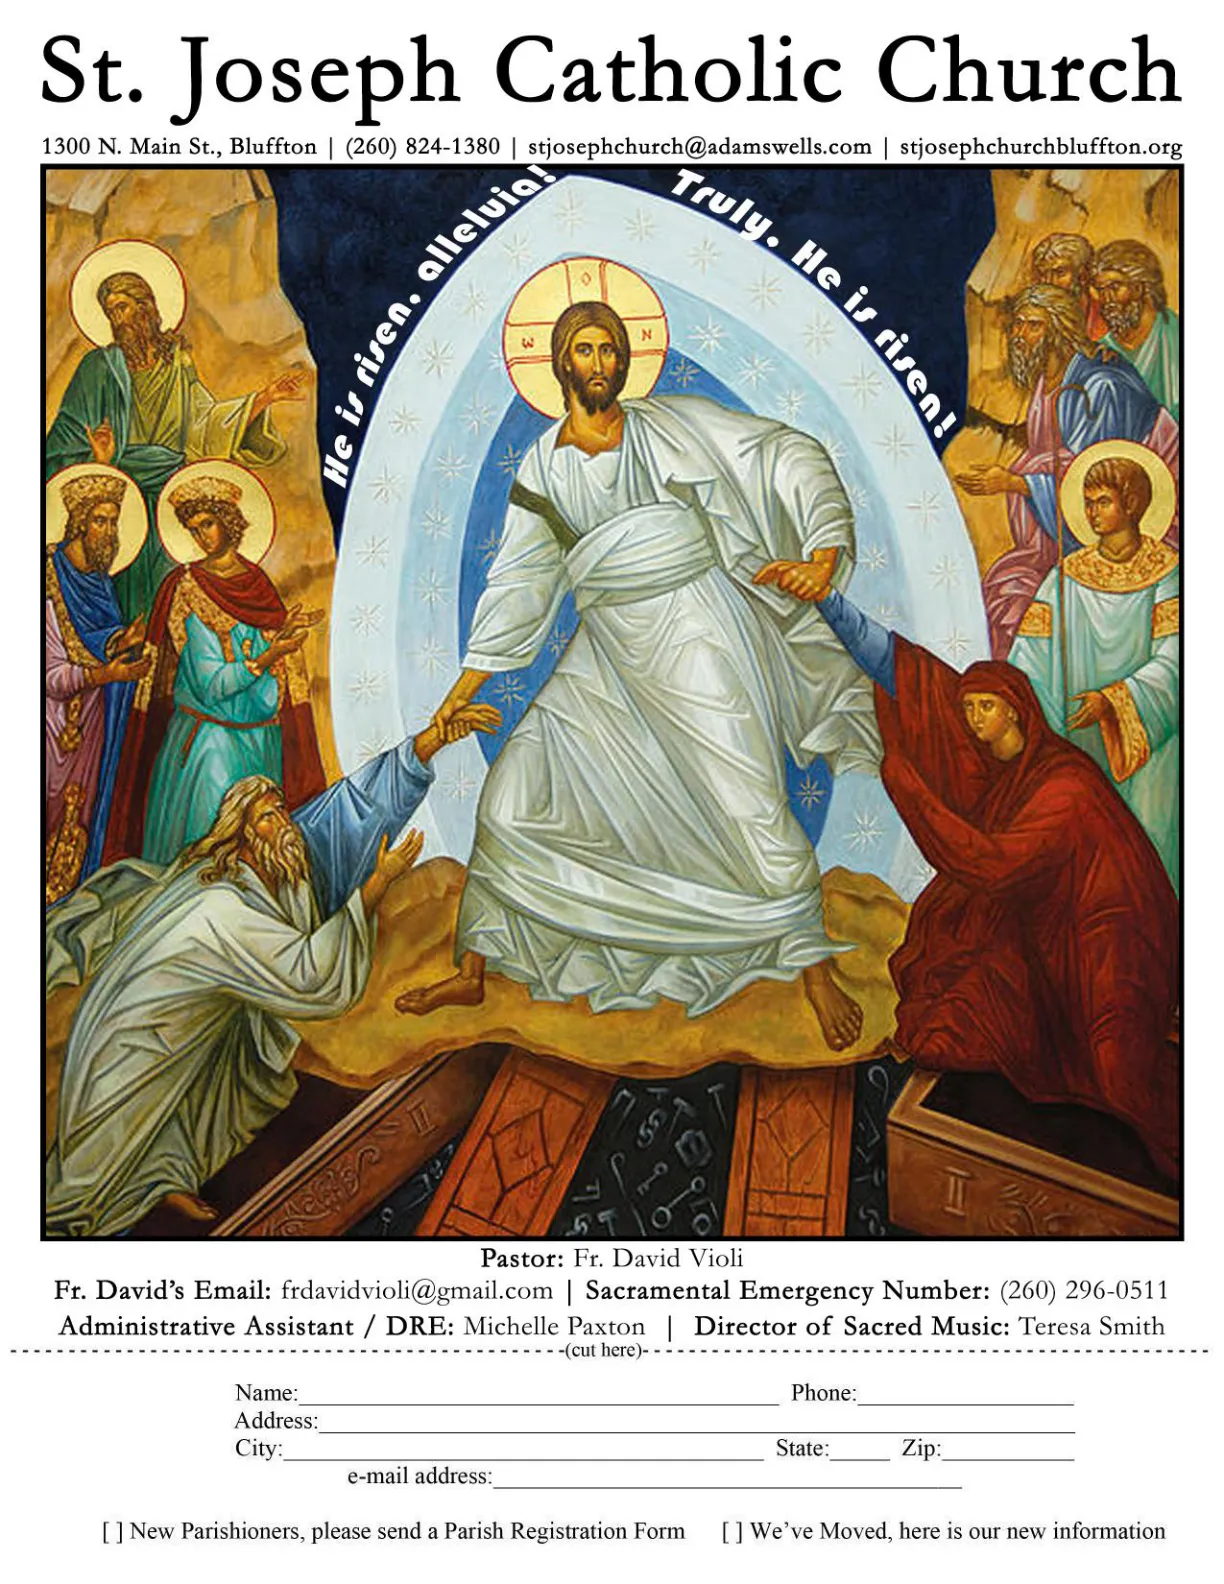 St. Joseph Catholic Church
1300 N. Main St., Bluffton | (260) 824-1380 | stjosephchurch@adamswells.com | stjosephchurchbluffton.org
He is risen, alleluia!
Truly, He is risen!
ω Ο Ν
II
II
Pastor: Fr. David Violi
Fr. David’s Email: frdavidvioli@gmail.com | Sacramental Emergency Number: (260) 296-0511
Administrative Assistant / DRE: Michelle Paxton | Director of Sacred Music: Teresa Smith
(cut here)
Name: Phone:
Address:
City: State: Zip:
e-mail address:
[ ] New Parishioners, please send a Parish Registration Form [ ] We’ve Moved, here is our new information